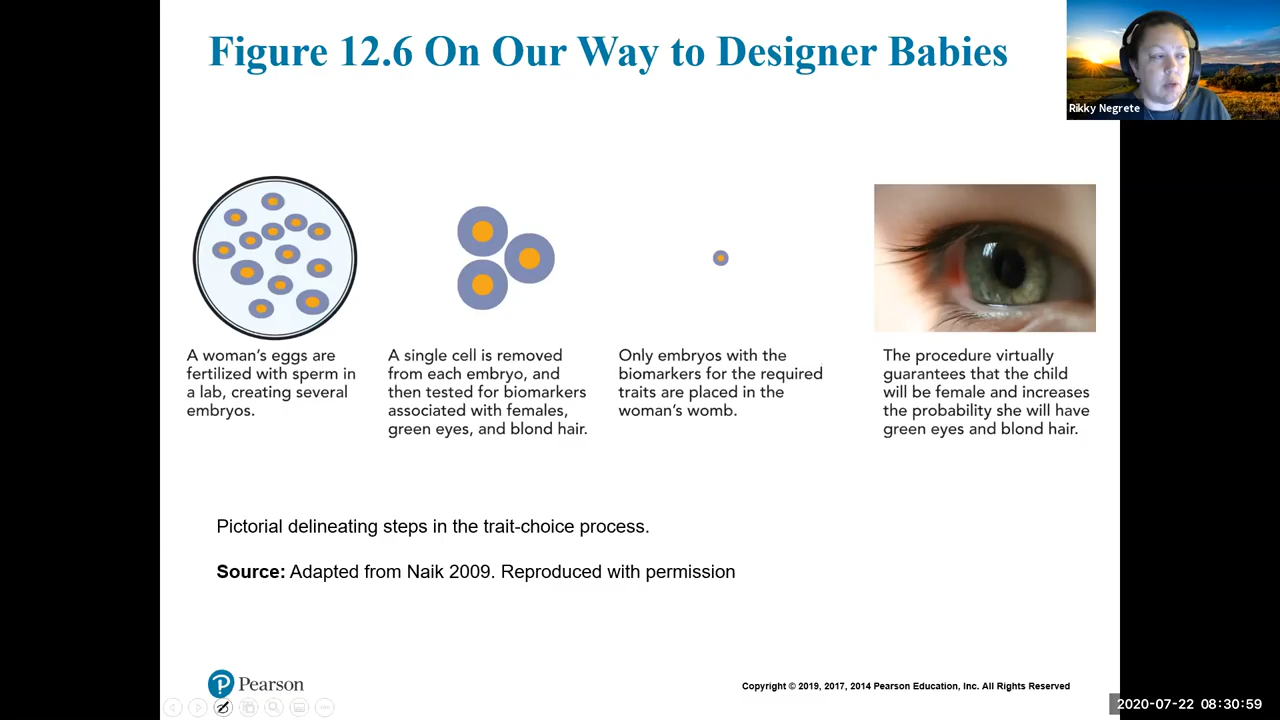 Figure 12.6 On Our Way to Designer Babies
Rikky Negrete
A woman's eggs are
fertilized with sperm in
a lab, creating several
embryos.
A single cell is removed
from each embryo, and
then tested for biomarkers
associated with females,
green eyes, and blond hair.
Only embryos with the
biomarkers for the required
traits are placed in the
woman's womb.
The procedure virtually
guarantees that the child
will be female and increases
the probability she will have
green eyes and blond hair.
Pictorial delineating steps in the trait-choice process.
Source: Adapted from Naik 2009. Reproduced with permission
Pearson
Copyright © 2019, 2017, 2014 Pearson Education, Inc. All Rights Reserved
2020-07-22 08:30:59